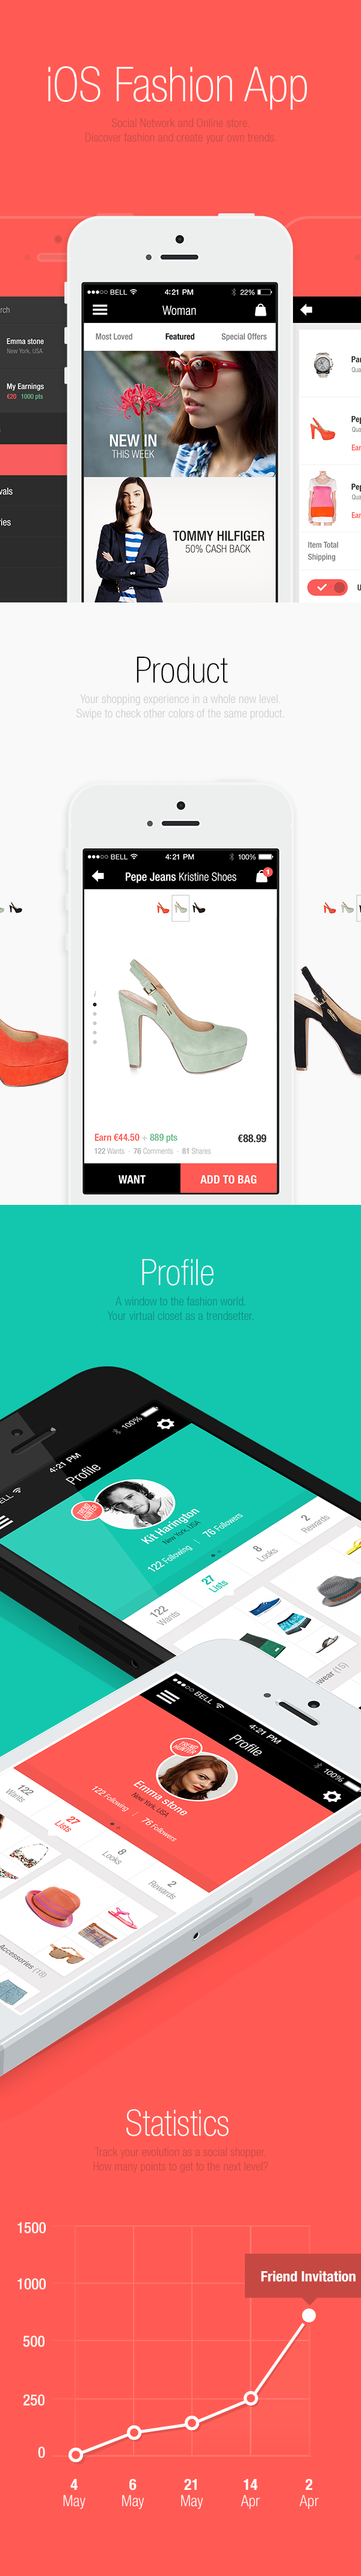 iOS Fashion App
Social Network and Online store.
Discover fashion and create your own trends.
rch
Emma stone
New York, USA
My Earnings
€20 1000 pts
vals
ries
BELL
4:21 PM
22%
Woman
Most Loved
Featured
Special Offers
NEW IN
THIS WEEK
TOMMY HILFIGER
50% CASH BACK
Par
Qua
Pep
Qua
Ear
Pep
Qua
Ear
Item Total
Shipping
U
Product
Your shopping experience in a whole new level.
Swipe to check other colors of the same product.
BELL
4:21 PM
100%
Pepe Jeans Kristine Shoes
1
i
Earn €44,50 + 889 pts
€88.99
122 Wants · 76 Comments · 81 Shares
WANT
ADD TO BAG
Profile
A window to the fashion world.
Your virtual closet as a trendsetter.
ELL
4:21 PM
100%
Profile
TREND HUNTER
Kit Harington
New York, USA
122 Following
76 Followers
122
Wants
27
Lists
8
Looks
2
Rewards
wear (15)
BELL
4:21 PM
100%
Profile
TREND HUNTER
Emma stone
New York, USA
122 Following
76 Followers
122
Wants
27
Lists
8
Looks
2
Rewards
Accessories (18)
Statistics
Track your evolution as a social shopper.
How many points to get to the next level?
1500
1000
500
250
0
Friend Invitation
4
May
6
May
21
May
14
Apr
2
Apr